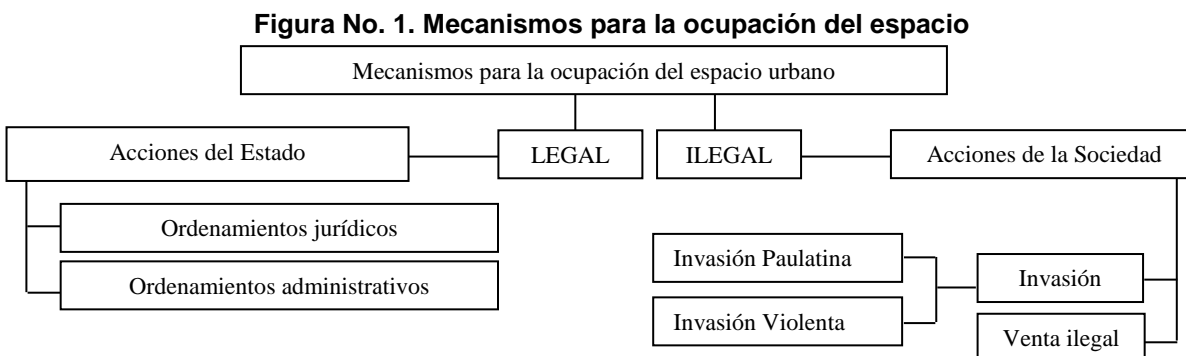 Figura No. 1. Mecanismos para la ocupación del espacio
Mecanismos para la ocupación del espacio urbano
Acciones del Estado
LEGAL
ILEGAL
Acciones de la Sociedad
Ordenamientos jurídicos
Ordenamientos administrativos
Invasión Paulatina
Invasión Violenta
Invasión
Venta ilegal